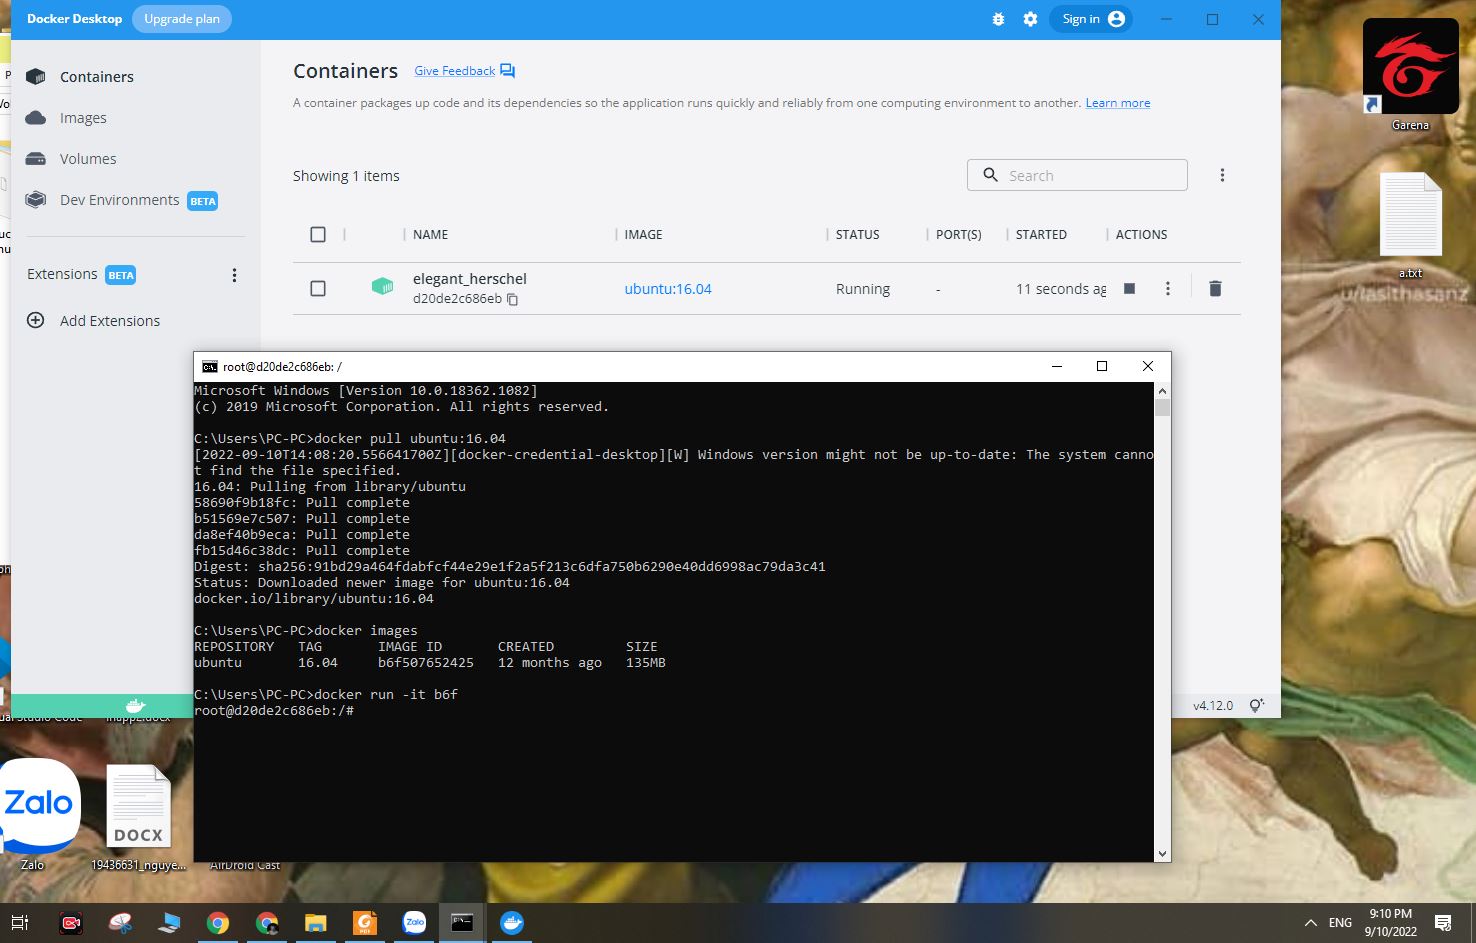 Docker Desktop
Upgrade plan
Sign in
Containers
Images
Volumes
Dev Environments BETA
Extensions BETA
Add Extensions
Containers Give Feedback
A container packages up code and its dependencies so the application runs quickly and reliably from one computing environment to another. Learn more
Showing 1 items
Search
NAME IMAGE STATUS PORT(S) STARTED ACTIONS
elegant_herschel
d20de2c686eb
ubuntu:16.04 Running - 11 seconds ag
root@d20de2c686eb: /
Microsoft Windows [Version 10.0.18362.1082]
(c) 2019 Microsoft Corporation. All rights reserved.
C:\Users\PC-PC>docker pull ubuntu:16.04
[2022-09-10T14:08:20.556641700Z][docker-credential-desktop][W] Windows version might not be up-to-date: The system canno
t find the file specified.
16.04: Pulling from library/ubuntu
58690f9b18fc: Pull complete
b51569e7c507: Pull complete
da8ef40b9eca: Pull complete
fb15d46c38dc: Pull complete
Digest: sha256:91bd29a464fdabfcf44e29e1f2a5f213c6dfa750b6290e40dd6998ac79da3c41
Status: Downloaded newer image for ubuntu:16.04
docker.io/library/ubuntu:16.04
C:\Users\PC-PC>docker images
REPOSITORY TAG IMAGE ID CREATED SIZE
ubuntu 16.04 b6f507652425 12 months ago 135MB
C:\Users\PC-PC>docker run -it b6f
root@d20de2c686eb:/#
v4.12.0
Garena
a.txt
u/lasithasanz
Zalo
Zalo
DOCX
19436631_nguye...
AirDroid Cast
Zalo
ENG
9:10 PM
9/10/2022